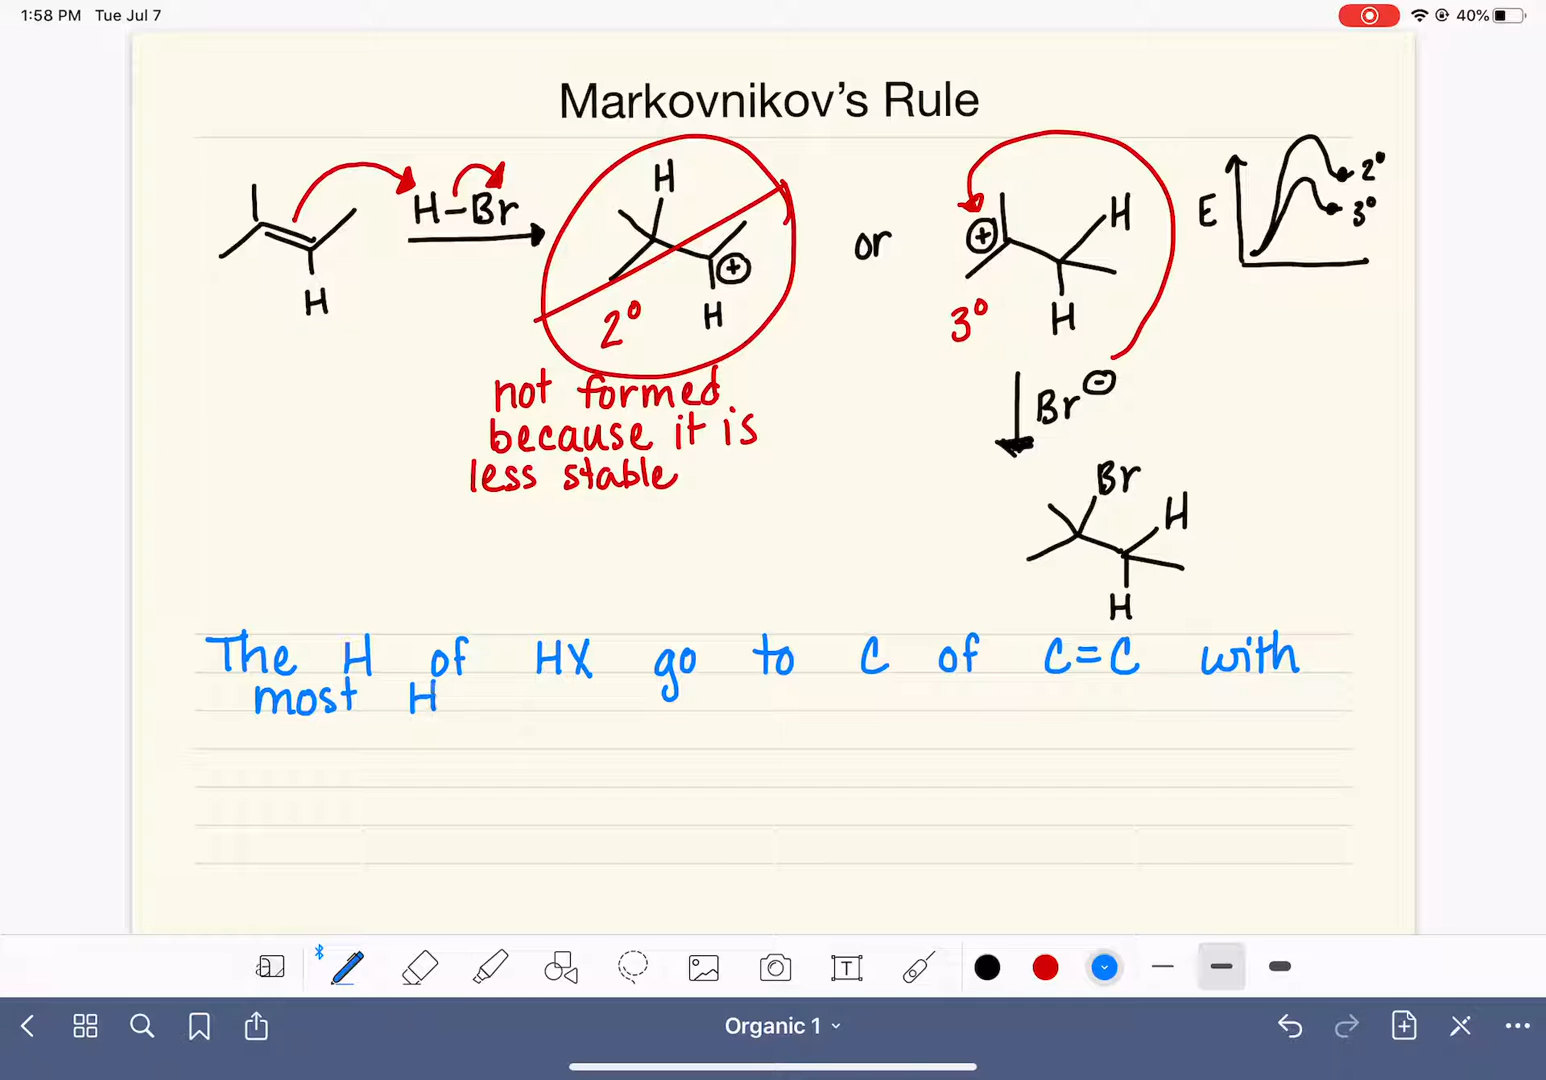 1:58 PM Tue Jul 7
40%
Markovnikov's Rule
H
H-Br
H
2°
H
or
3°
H
H
E
2°
3°
not formed
because it is
less stable
Br
Br
H
H
The H of HX go to C of C=C with
most H
Organic 1